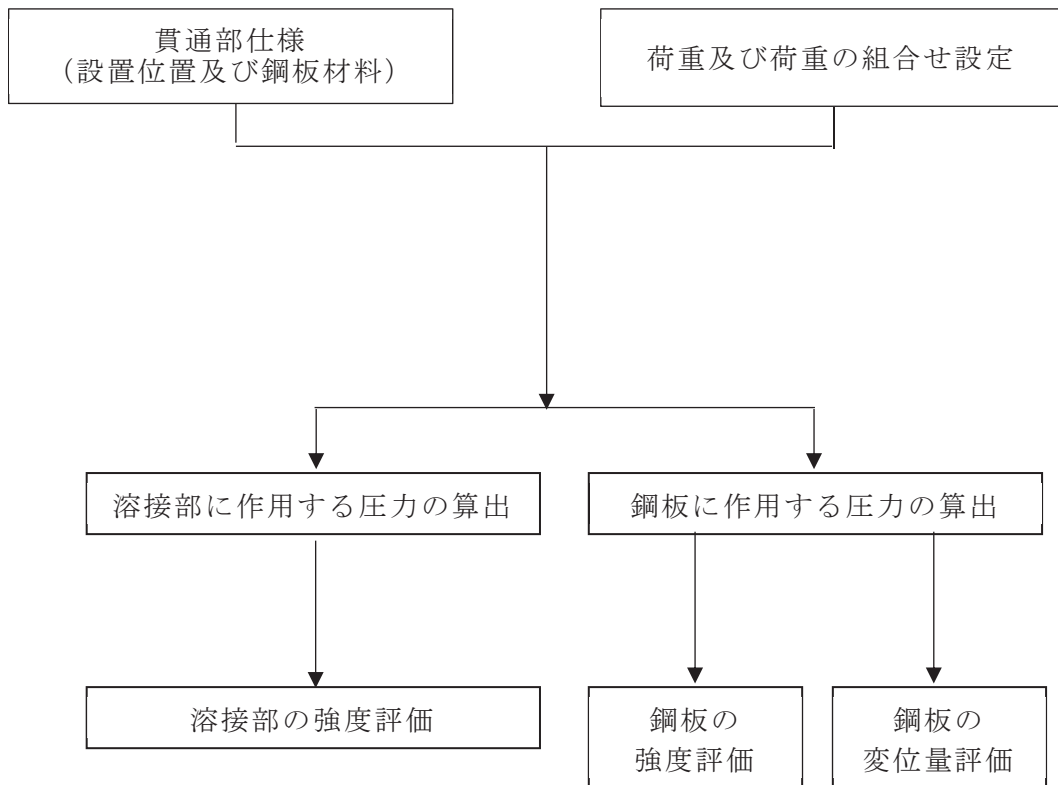 貫通部仕様
（設置位置及び鋼板材料）
荷重及び荷重の組合せ設定
溶接部に作用する圧力の算出
鋼板に作用する圧力の算出
溶接部の強度評価
鋼板の
強度評価
鋼板の
変位量評価